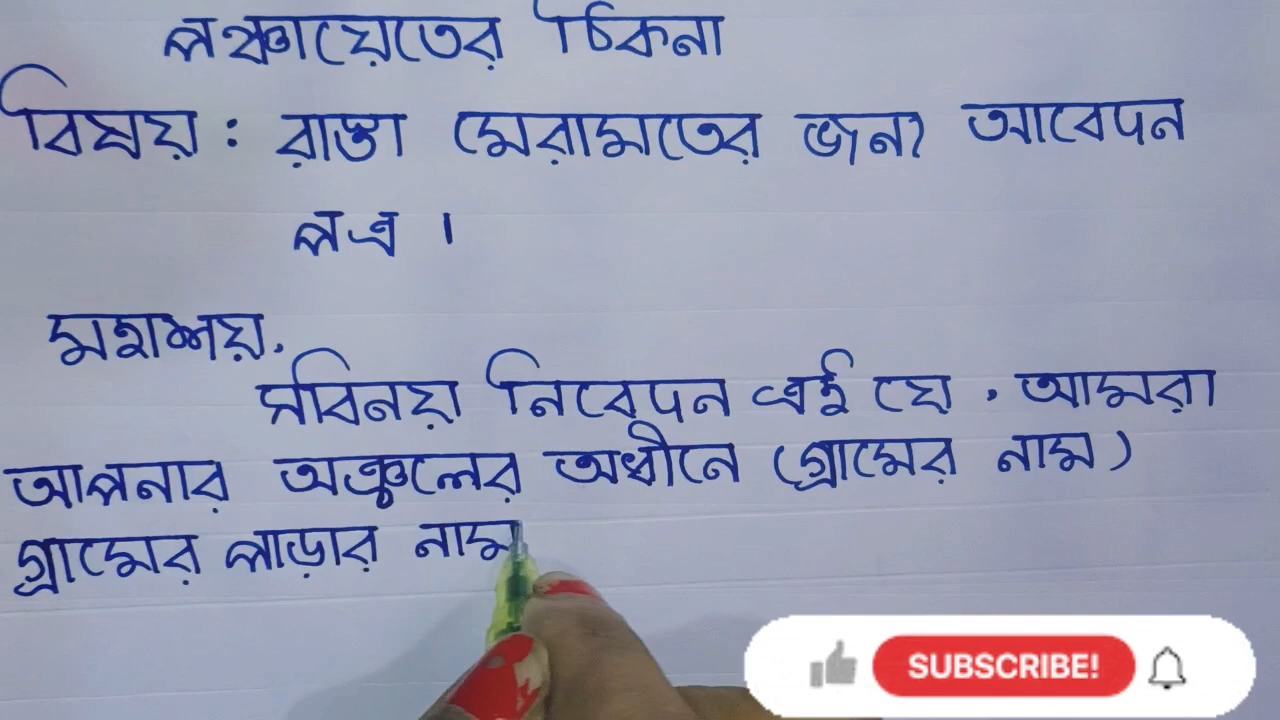 পঞ্চায়েতের ঠিকনা
বিষয় : রাস্তা মেরামতের জন্য আবেদন
পত্র ।
মহাশয়,
সবিনয় নিবেদন এই যে , আমরা
আপনার অঞ্চলের অধীনে (গ্রামের নাম)
গ্রামের পাড়ার নাম
SUBSCRIBE!